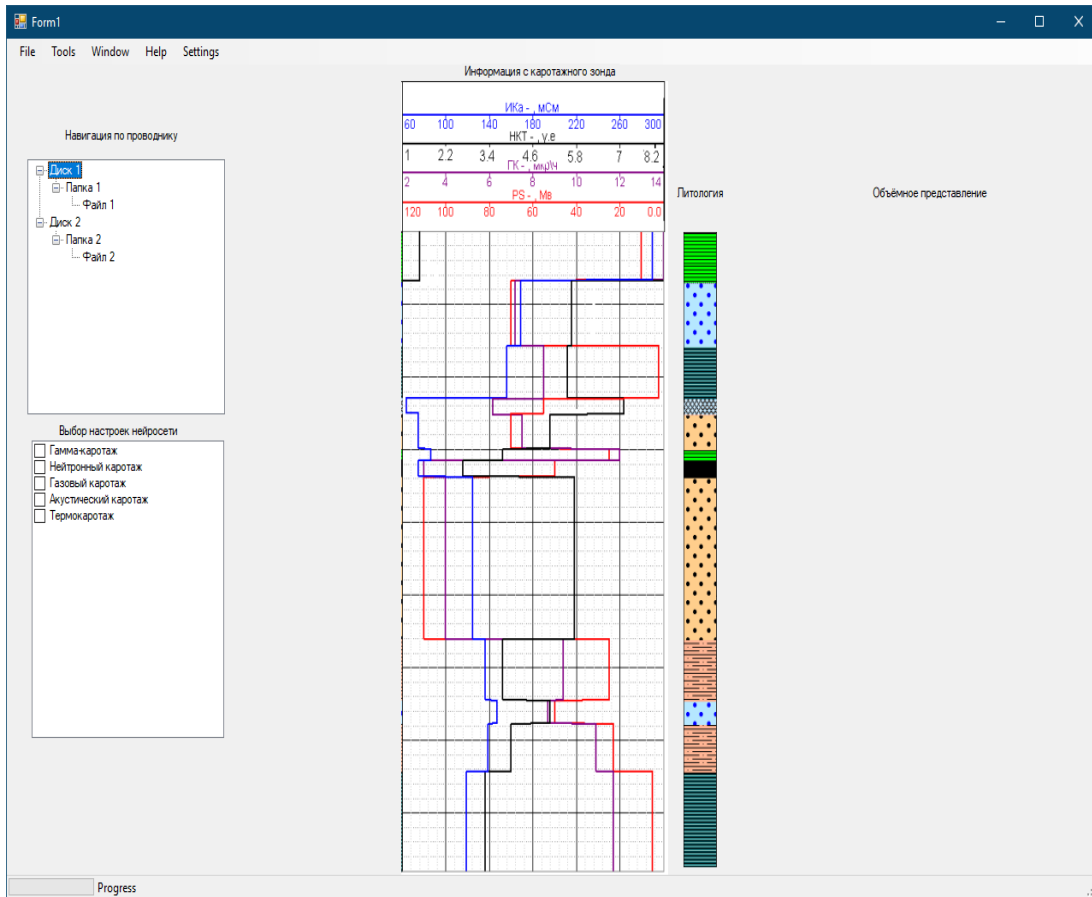 Form1
File Tools Window Help Settings
Информация с каротажного зонда
ИКа - , мСм
60 100 140 180 220 260 300
НКТ - , у.е
1 2.2 3.4 4.6 5.8 7 8.2
ГК - , мкр\ч
2 4 6 8 10 12 14
PS - , Мв
120 100 80 60 40 20 0.0
Навигация по проводнику
Диск 1
Папка 1
Файл 1
Диск 2
Папка 2
Файл 2
Литология
Объёмное представление
Выбор настроек нейросети
Гамма-каротаж
Нейтронный каротаж
Газовый каротаж
Акустический каротаж
Термокаротаж
Progress